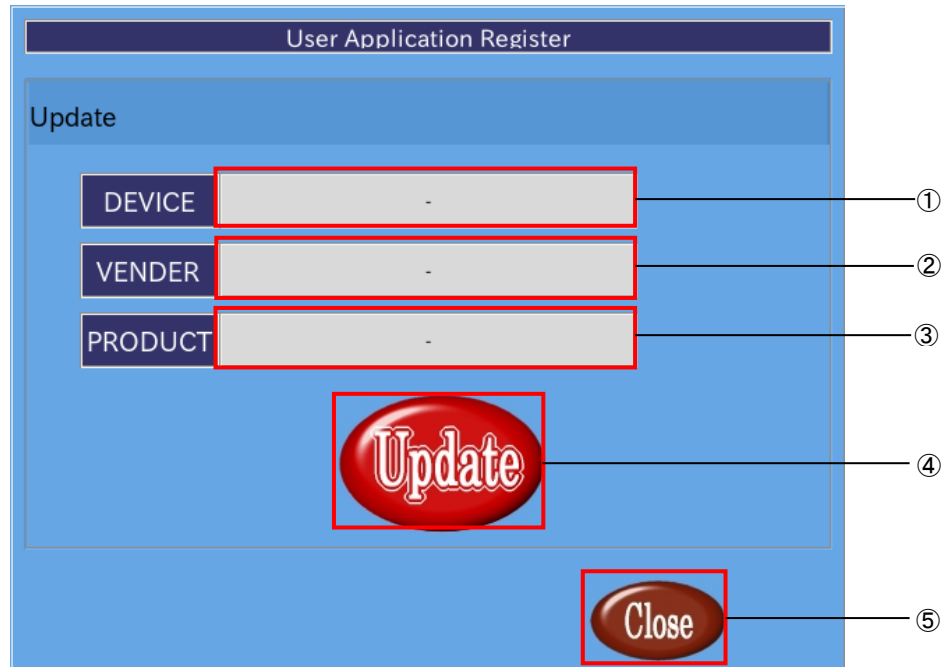 User Application Register
Update
DEVICE - ①
VENDER - ②
PRODUCT - ③
Update ④
Close ⑤